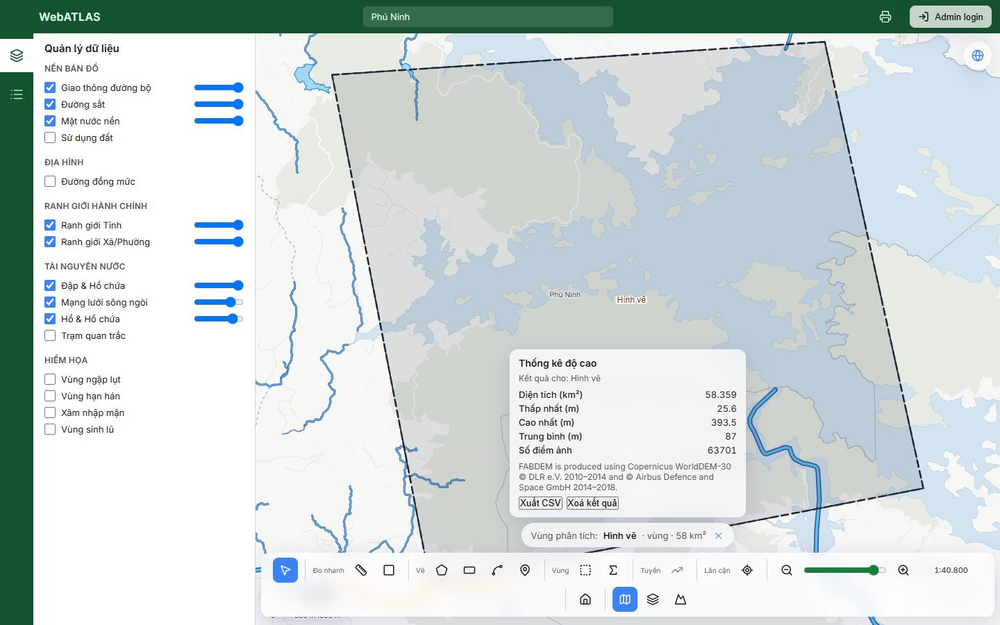 WebATLAS
Phú Ninh
Admin login
Quản lý dữ liệu
NỀN BẢN ĐỒ
Giao thông đường bộ
Đường sắt
Mặt nước nền
Sử dụng đất
ĐỊA HÌNH
Đường đồng mức
RANH GIỚI HÀNH CHÍNH
Ranh giới Tỉnh
Ranh giới Xã/Phường
TÀI NGUYÊN NƯỚC
Đập & Hồ chứa
Mạng lưới sông ngòi
Hồ & Hồ chứa
Trạm quan trắc
HIỂM HỌA
Vùng ngập lụt
Vùng hạn hán
Xâm nhập mặn
Vùng sinh lũ
Phú Ninh
Hình vẽ
Thống kê độ cao
Kết quả cho: Hình vẽ
Diện tích (km²) 58.359
Thấp nhất (m) 25.6
Cao nhất (m) 393.5
Trung bình (m) 87
Số điểm ảnh 63701
FABDEM is produced using Copernicus WorldDEM-30
© DLR e.V. 2010–2014 and © Airbus Defence and
Space GmbH 2014–2018.
Xuất CSV Xoá kết quả
Vùng phân tích: Hình vẽ · vùng · 58 km²
Đo nhanh Vẽ Vùng Tuyến Lân cận 1:40.800